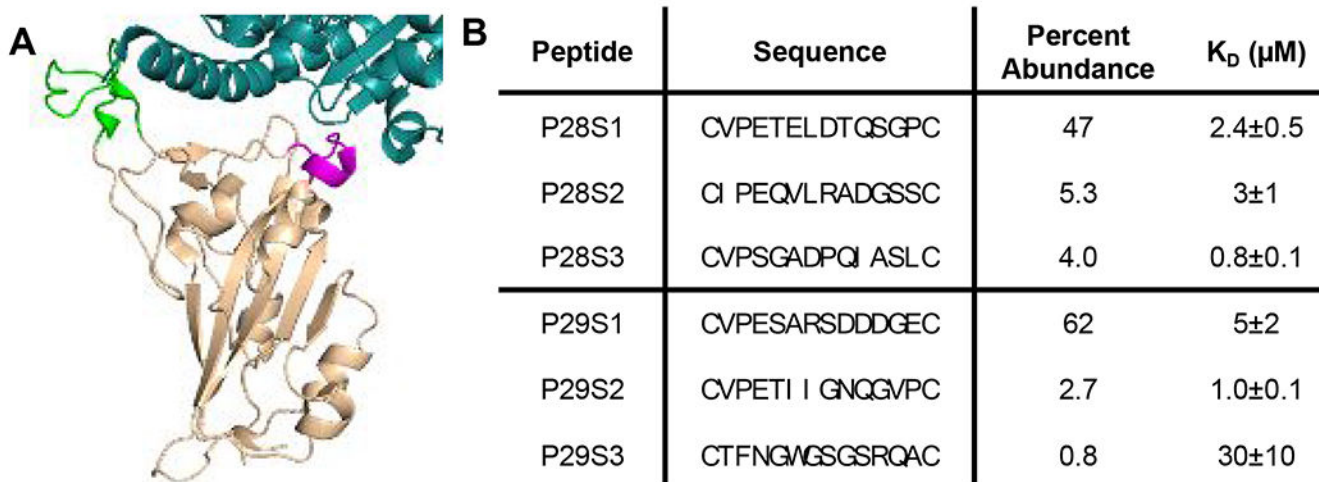 A
B
Peptide Sequence Percent Abundance K_D (μM)
P28S1 CVPETELDTQSGPC 47 2.4±0.5
P28S2 CIPEQVLRADGSSC 5.3 3±1
P28S3 CVPSGADPQIASLC 4.0 0.8±0.1
P29S1 CVPESARSDDDGEC 62 5±2
P29S2 CVPETIIGNQGVPC 2.7 1.0±0.1
P29S3 CTFNGWGSGSRQAC 0.8 30±10